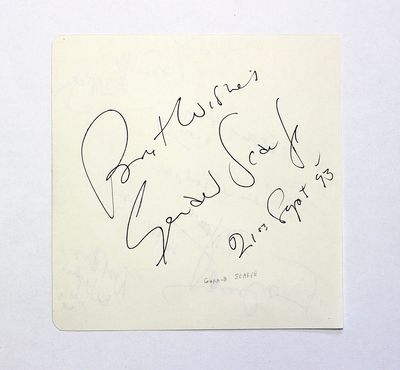 Best Wishes
Gerald Scarfe
21st Sept 93
GERALD SCARFE